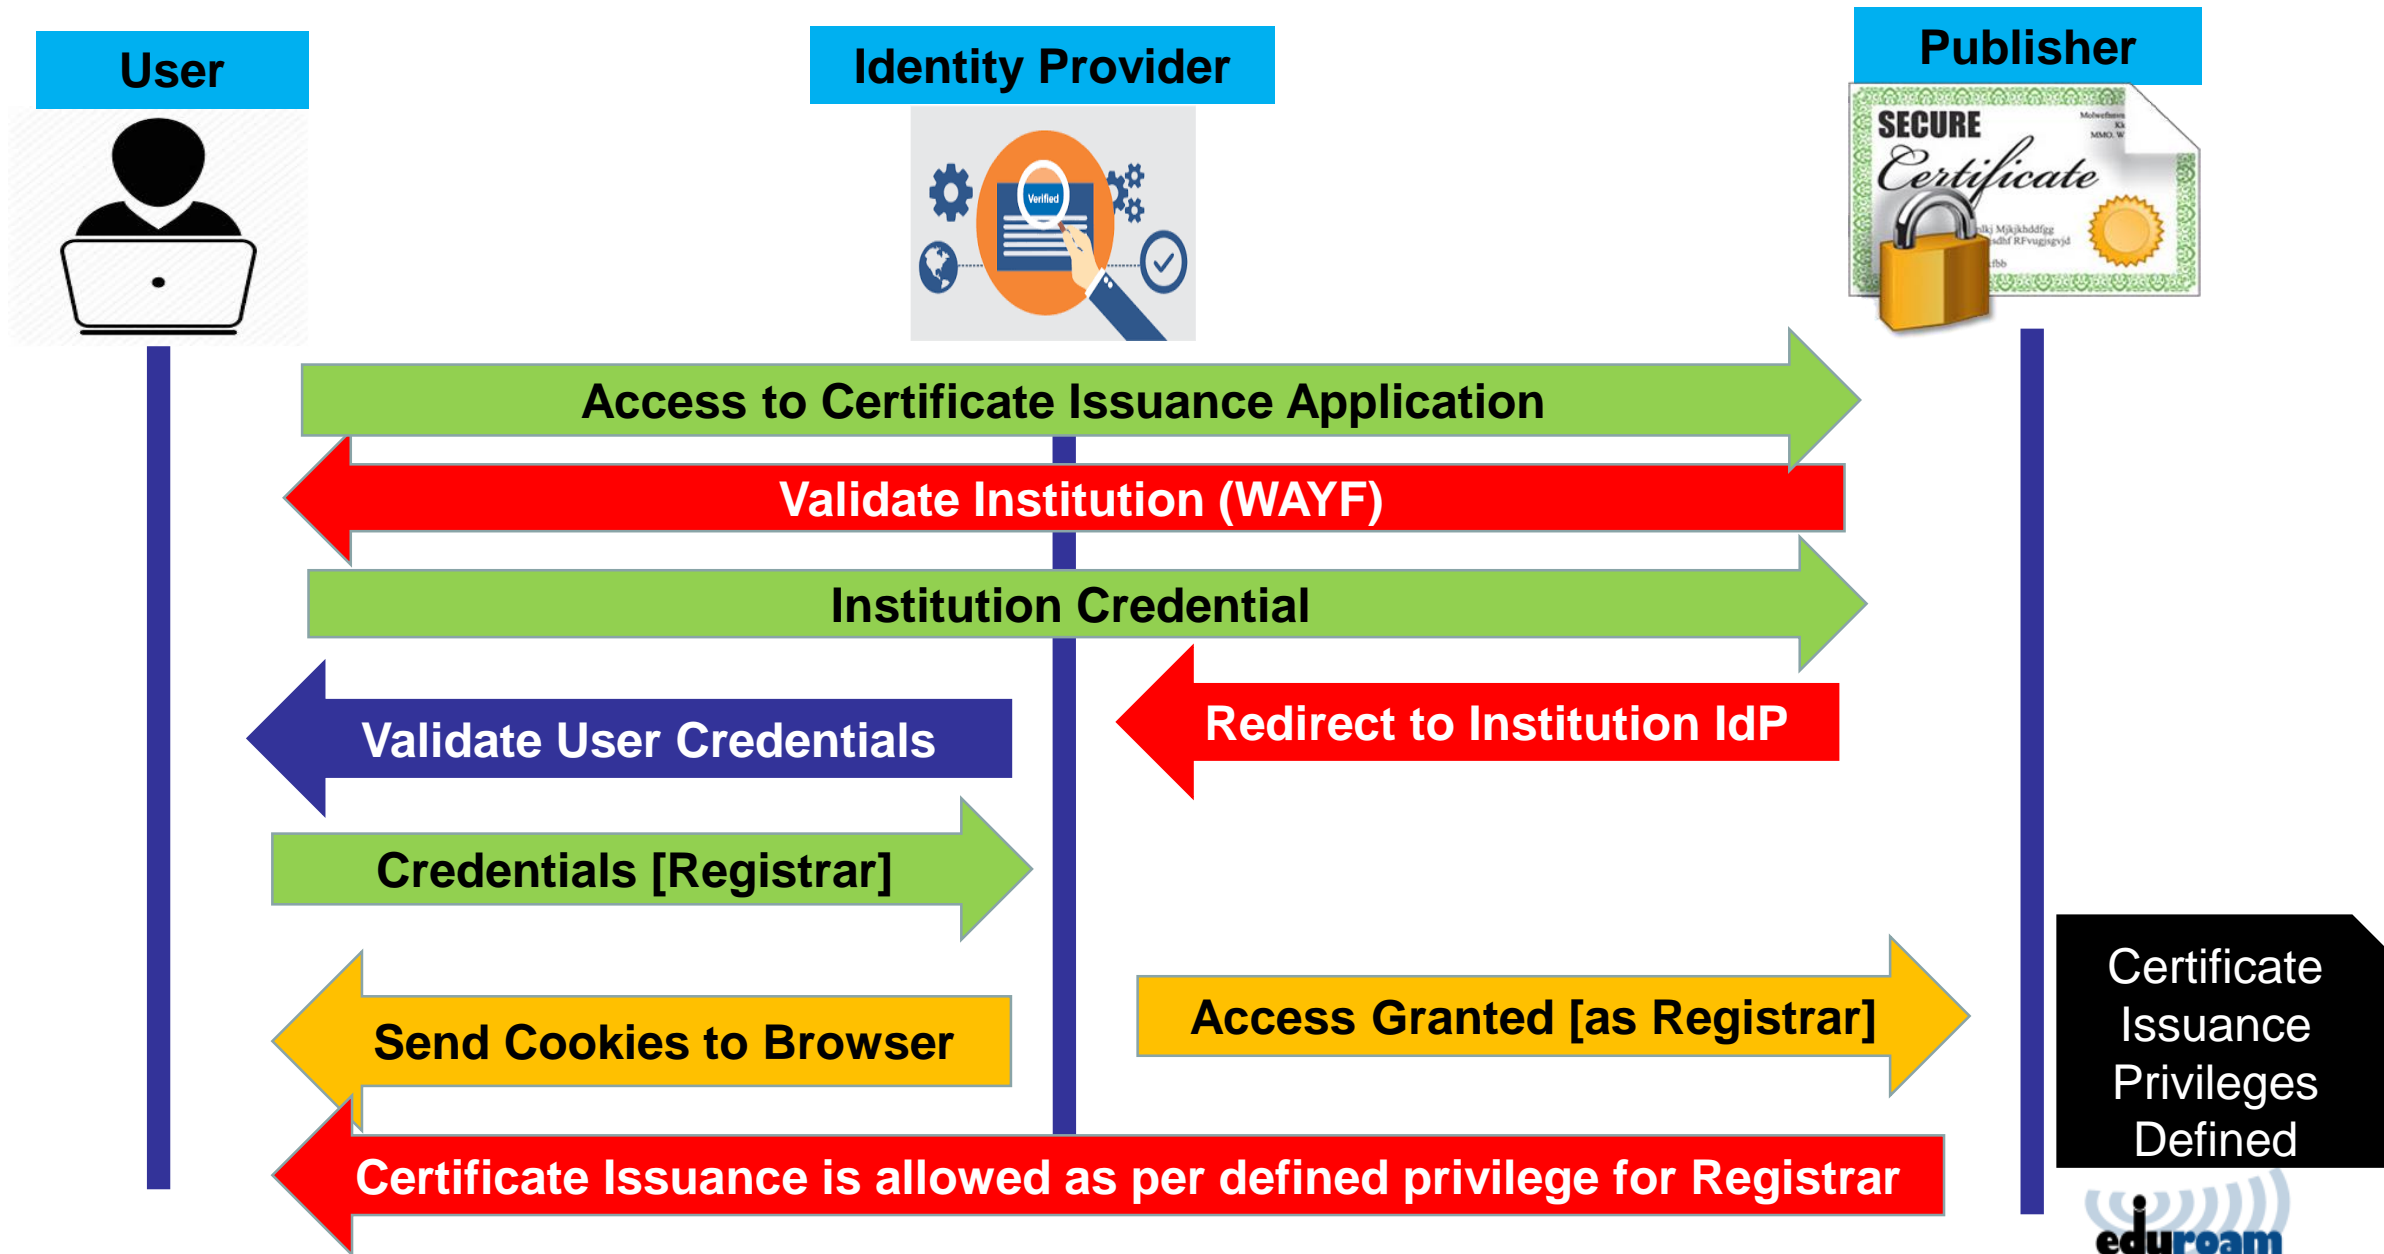 User
Identity Provider
Publisher
SECURE
Certificate
MMO. W
Verified
Access to Certificate Issuance Application
Validate Institution (WAYF)
Institution Credential
Redirect to Institution IdP
Validate User Credentials
Credentials [Registrar]
Access Granted [as Registrar]
Send Cookies to Browser
Certificate
Issuance
Privileges
Defined
Certificate Issuance is allowed as per defined privilege for Registrar
eduroam